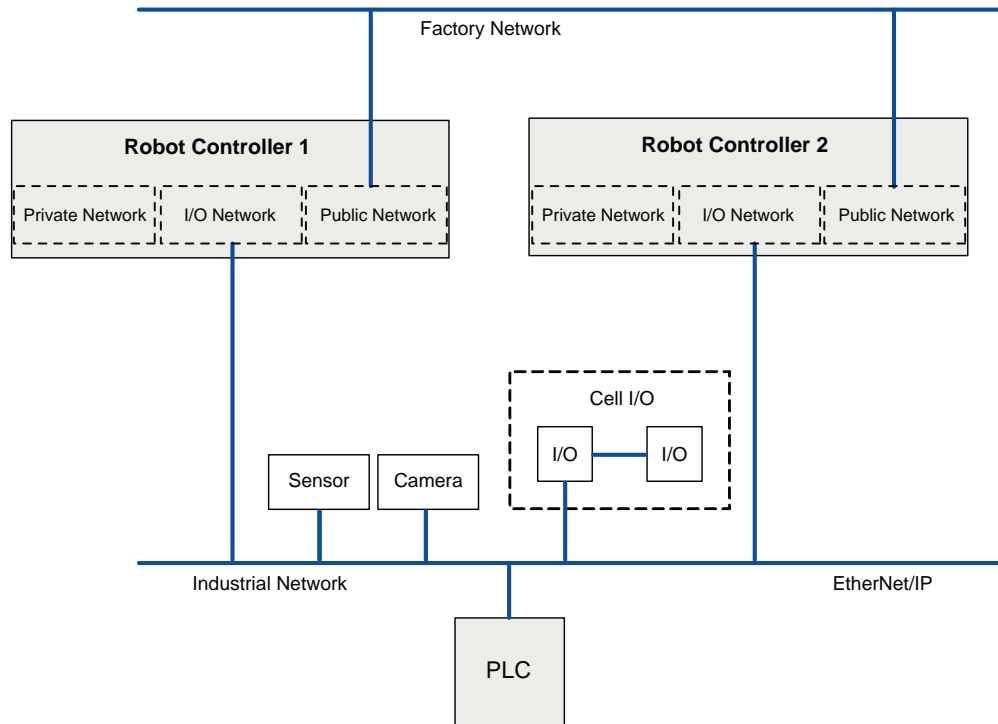 Factory Network
Robot Controller 1
Private Network
I/O Network
Public Network
Robot Controller 2
Private Network
I/O Network
Public Network
Cell I/O
I/O
I/O
Sensor
Camera
Industrial Network
EtherNet/IP
PLC